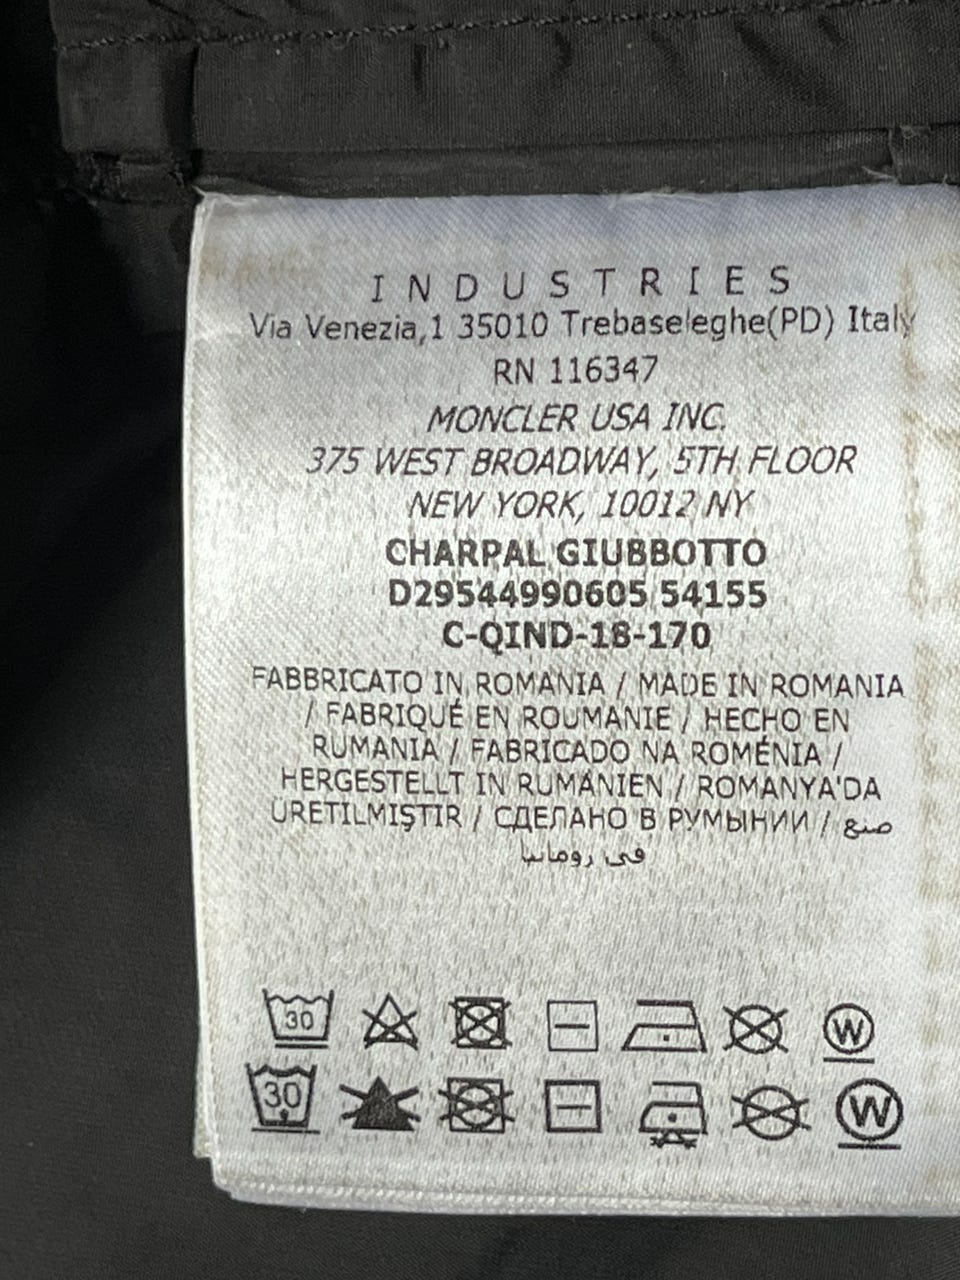 INDUSTRIES
Via Venezia,1 35010 Trebaseleghe(PD) Italy
RN 116347
MONCLER USA INC.
375 WEST BROADWAY, 5TH FLOOR
NEW YORK, 10012 NY
CHARPAL GIUBBOTTO
D29544990605 54155
C-QIND-18-170
FABBRICATO IN ROMANIA / MADE IN ROMANIA
/ FABRIQUÉ EN ROUMANIE / HECHO EN
RUMANIA / FABRICADO NA ROMÉNIA /
HERGESTELLT IN RUMÄNIEN / ROMANYA'DA
ÜRETILMIŞTIR / СДЕЛАНО В РУМЫНИИ / صنع
في رومانيا
30 W
30 W